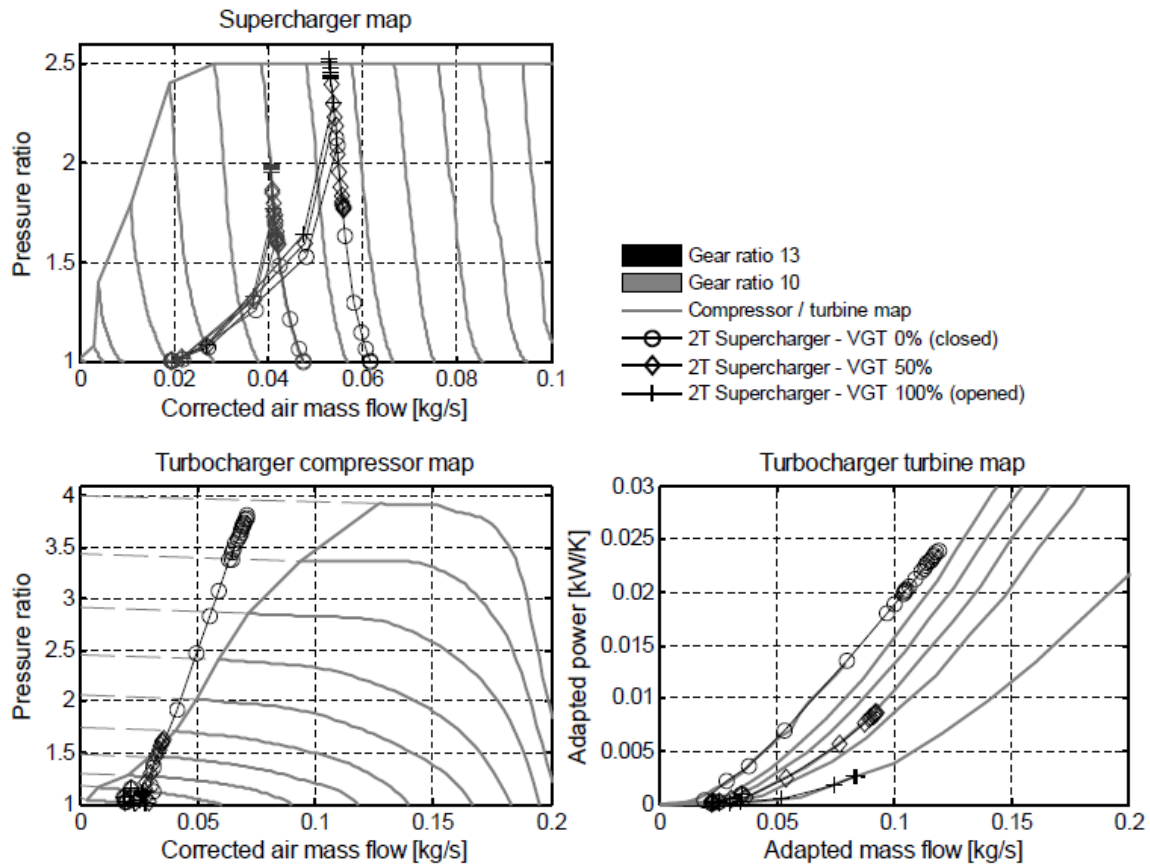 Supercharger map
2.5
2
1.5
1
Pressure ratio
0 0.02 0.04 0.06 0.08 0.1
Corrected air mass flow [kg/s]
Gear ratio 13
Gear ratio 10
Compressor / turbine map
2T Supercharger - VGT 0% (closed)
2T Supercharger - VGT 50%
2T Supercharger - VGT 100% (opened)
Turbocharger compressor map
4
3.5
3
2.5
2
1.5
1
Pressure ratio
0 0.05 0.1 0.15 0.2
Corrected air mass flow [kg/s]
Turbocharger turbine map
0.03
0.025
0.02
0.015
0.01
0.005
0
Adapted power [kW/K]
0 0.05 0.1 0.15 0.2
Adapted mass flow [kg/s]